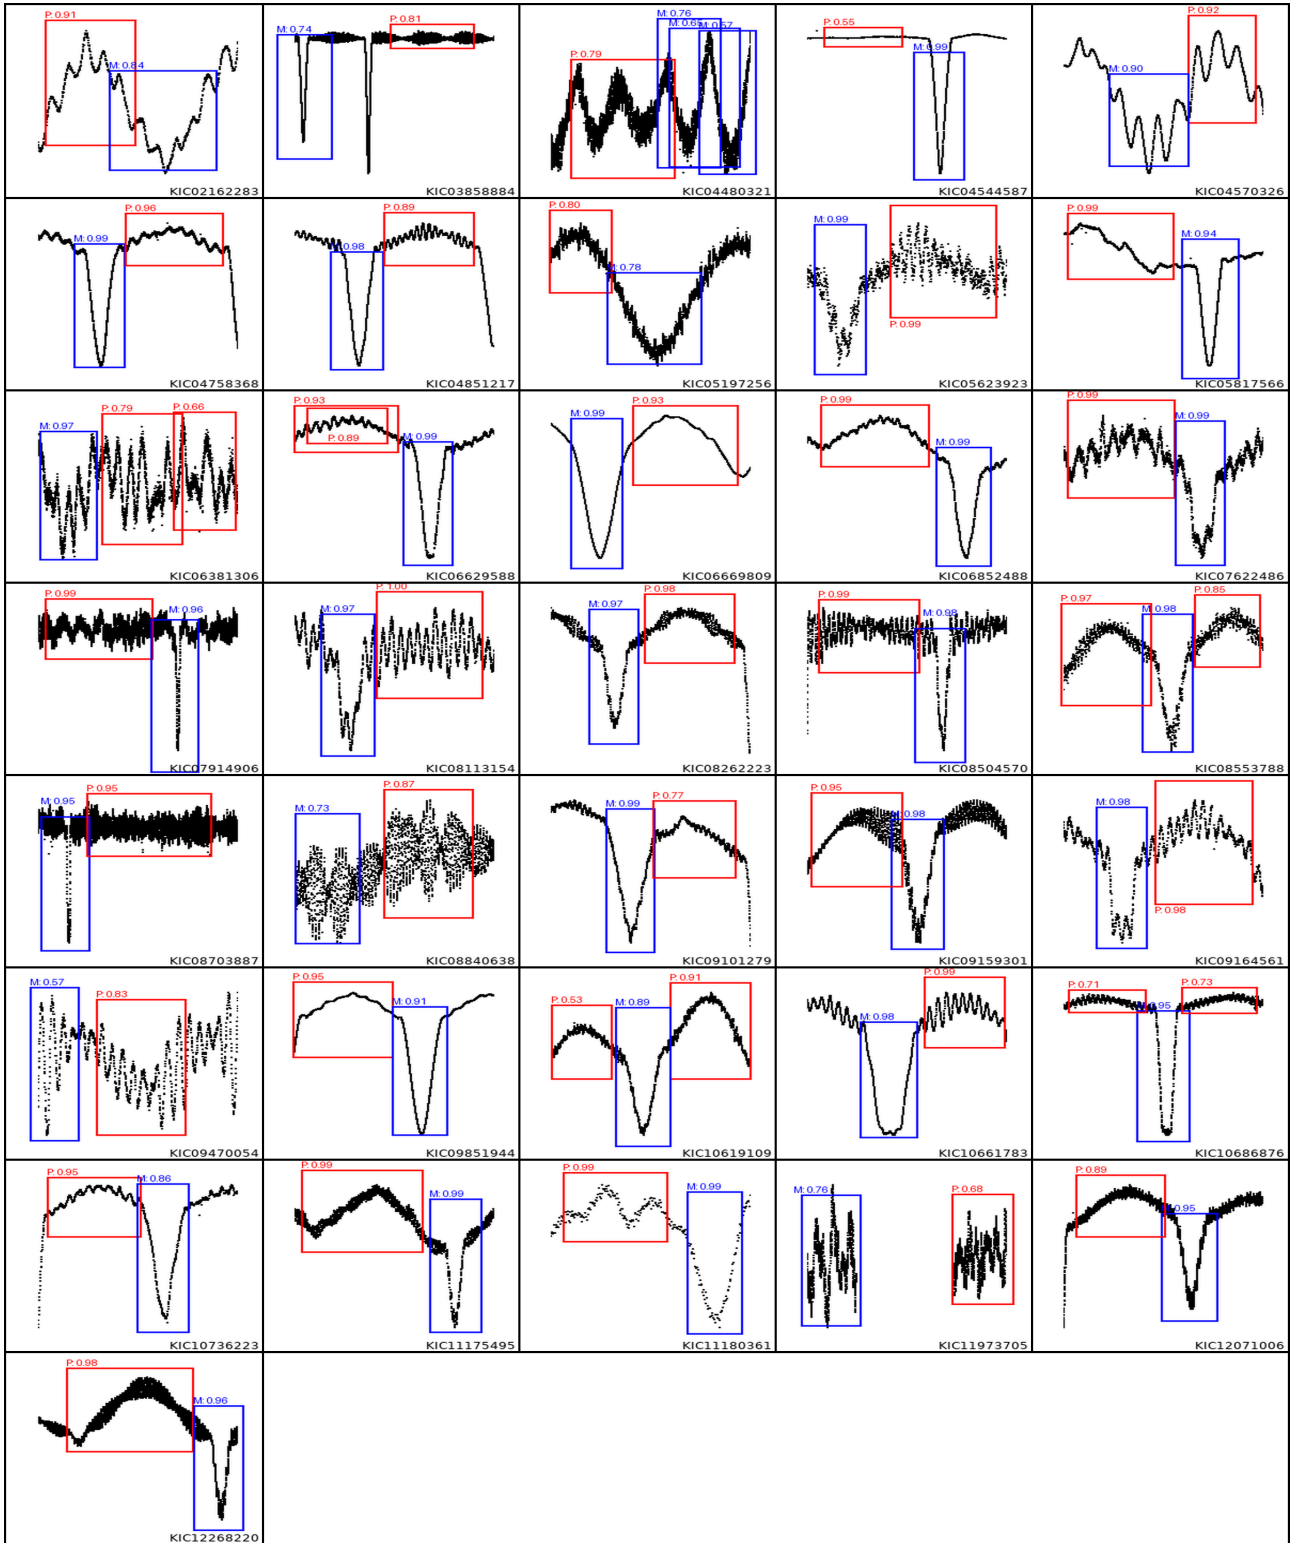 P: 0.91
M: 0.84
KIC02162283
M: 0.74
P: 0.81
KIC03858884
P: 0.79
M: 0.76
M: 0.65
M: 0.57
KIC04480321
P: 0.55
M: 0.99
KIC04544587
M: 0.90
P: 0.92
KIC04570326
M: 0.99
P: 0.96
KIC04758368
M: 0.98
P: 0.89
KIC04851217
P: 0.80
M: 0.78
KIC05197256
M: 0.99
P: 0.99
KIC05623923
P: 0.99
M: 0.94
KIC05817566
M: 0.97
P: 0.79
P: 0.66
KIC06381306
P: 0.93
P: 0.89
M: 0.99
KIC06629588
M: 0.99
P: 0.93
KIC06669809
P: 0.99
M: 0.99
KIC06852488
P: 0.99
M: 0.99
KIC07622486
P: 0.99
M: 0.96
KIC07914906
M: 0.97
P: 1.00
KIC08113154
M: 0.97
P: 0.98
KIC08262223
P: 0.99
M: 0.98
KIC08504570
P: 0.97
M: 0.98
P: 0.85
KIC08553788
M: 0.95
P: 0.95
KIC08703887
M: 0.73
P: 0.87
KIC08840638
M: 0.99
P: 0.77
KIC09101279
P: 0.95
M: 0.98
KIC09159301
M: 0.98
P: 0.98
KIC09164561
M: 0.57
P: 0.83
KIC09470054
P: 0.95
M: 0.91
KIC09851944
P: 0.53
M: 0.89
P: 0.91
KIC10619109
M: 0.98
P: 0.99
KIC10661783
P: 0.71
M: 0.95
P: 0.73
KIC10686876
P: 0.95
M: 0.86
KIC10736223
P: 0.99
M: 0.99
KIC11175495
P: 0.99
M: 0.99
KIC11180361
M: 0.76
P: 0.68
KIC11973705
P: 0.89
M: 0.95
KIC12071006
P: 0.98
M: 0.96
KIC12268220